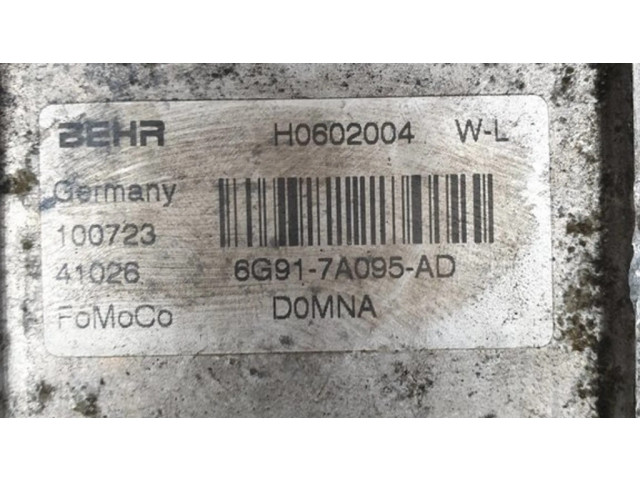 BEHR H0602004 W-L
Germany
100723
41026 6G91-7A095-AD
FoMoCo D0MNA